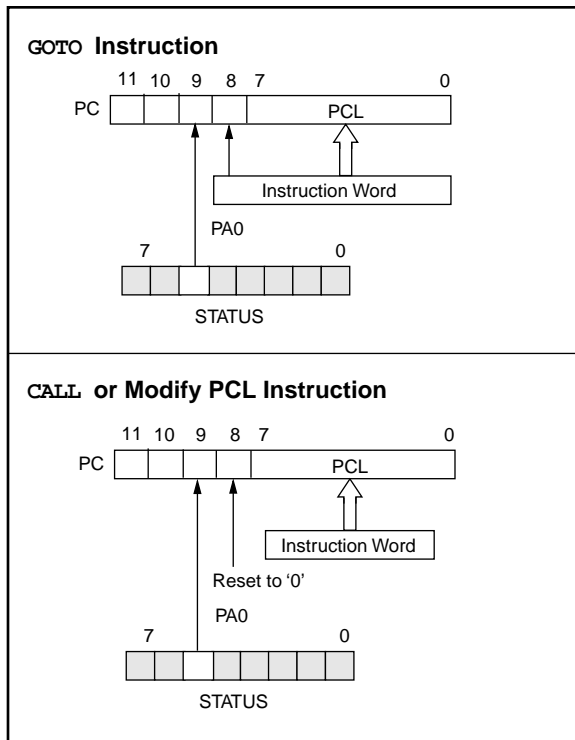 GOTO Instruction
11 10 9 8 7 0
PC PCL
Instruction Word
PA0
7 0
STATUS
CALL or Modify PCL Instruction
11 10 9 8 7 0
PC PCL
Instruction Word
Reset to ‘0’
PA0
7 0
STATUS